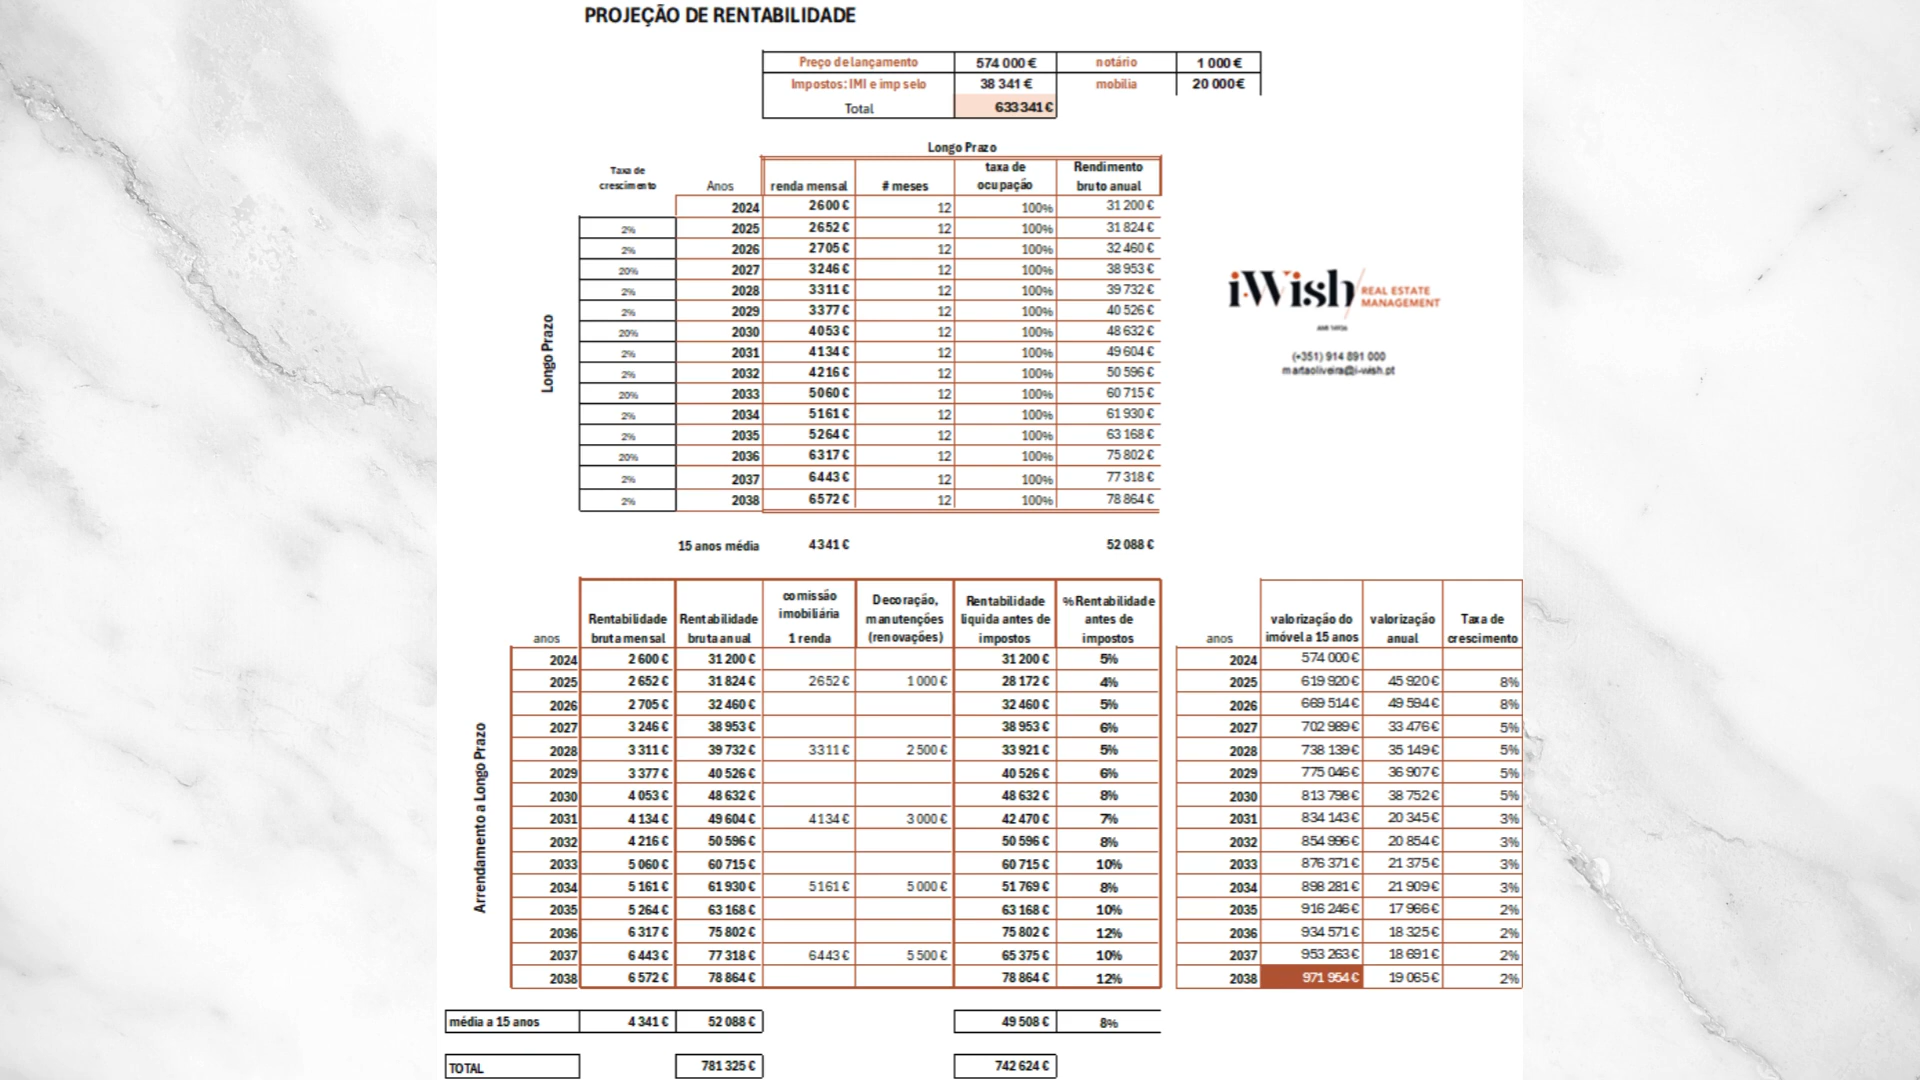 PROJEÇÃO DE RENTABILIDADE
Preço de lançamento 574 000 € notário 1 000 €
Impostos: IMI e imp selo 38 341 € mobilia 20 000 €
Total 633 341 €
Longo Prazo
Taxa de crescimento Anos renda mensal # meses taxa de ocupação Rendimento bruto anual
Longo Prazo
2024 2600 € 12 100% 31 200 €
2% 2025 2652 € 12 100% 31 824 €
2% 2026 2705 € 12 100% 32 460 €
20% 2027 3246 € 12 100% 38 953 €
2% 2028 3311 € 12 100% 39 732 €
2% 2029 3377 € 12 100% 40 526 €
20% 2030 4053 € 12 100% 48 632 €
2% 2031 4134 € 12 100% 49 604 €
2% 2032 4216 € 12 100% 50 596 €
20% 2033 5060 € 12 100% 60 715 €
2% 2034 5161 € 12 100% 61 930 €
2% 2035 5264 € 12 100% 63 168 €
20% 2036 6317 € 12 100% 75 802 €
2% 2037 6443 € 12 100% 77 318 €
2% 2038 6572 € 12 100% 78 864 €
15 anos média 4341 € 52 088 €
iWish REAL ESTATE MANAGEMENT
(+351) 914 891 000
martaoliveira@i-wish.pt
anos Rentabilidade bruta mensal Rentabilidade bruta anual comissão imobiliária 1 renda Decoração, manutenções (renovações) Rentabilidade liquida antes de impostos % Rentabilidade antes de impostos anos valorização do imóvel a 15 anos valorização anual Taxa de crescimento
Arrendamento a Longo Prazo
2024 2 600 € 31 200 € 31 200 € 5% 2024 574 000 €
2025 2 652 € 31 824 € 2652 € 1 000 € 28 172 € 4% 2025 619 920 € 45 920 € 8%
2026 2 705 € 32 460 € 32 460 € 5% 2026 669 514 € 49 594 € 8%
2027 3 246 € 38 953 € 38 953 € 6% 2027 702 989 € 33 476 € 5%
2028 3 311 € 39 732 € 3311 € 2 500 € 33 921 € 5% 2028 738 139 € 35 149 € 5%
2029 3 377 € 40 526 € 40 526 € 6% 2029 775 046 € 36 907 € 5%
2030 4 053 € 48 632 € 48 632 € 8% 2030 813 798 € 38 752 € 5%
2031 4 134 € 49 604 € 4134 € 3 000 € 42 470 € 7% 2031 834 143 € 20 345 € 3%
2032 4 216 € 50 596 € 50 596 € 8% 2032 854 996 € 20 854 € 3%
2033 5 060 € 60 715 € 60 715 € 10% 2033 876 371 € 21 375 € 3%
2034 5 161 € 61 930 € 5161 € 5 000 € 51 769 € 8% 2034 898 281 € 21 909 € 3%
2035 5 264 € 63 168 € 63 168 € 10% 2035 916 246 € 17 966 € 2%
2036 6 317 € 75 802 € 75 802 € 12% 2036 934 571 € 18 325 € 2%
2037 6 443 € 77 318 € 6443 € 5 500 € 65 375 € 10% 2037 953 263 € 18 691 € 2%
2038 6 572 € 78 864 € 78 864 € 12% 2038 971 954 € 19 065 € 2%
média a 15 anos 4 341 € 52 088 € 49 508 € 8%
TOTAL 781 325 € 742 624 €